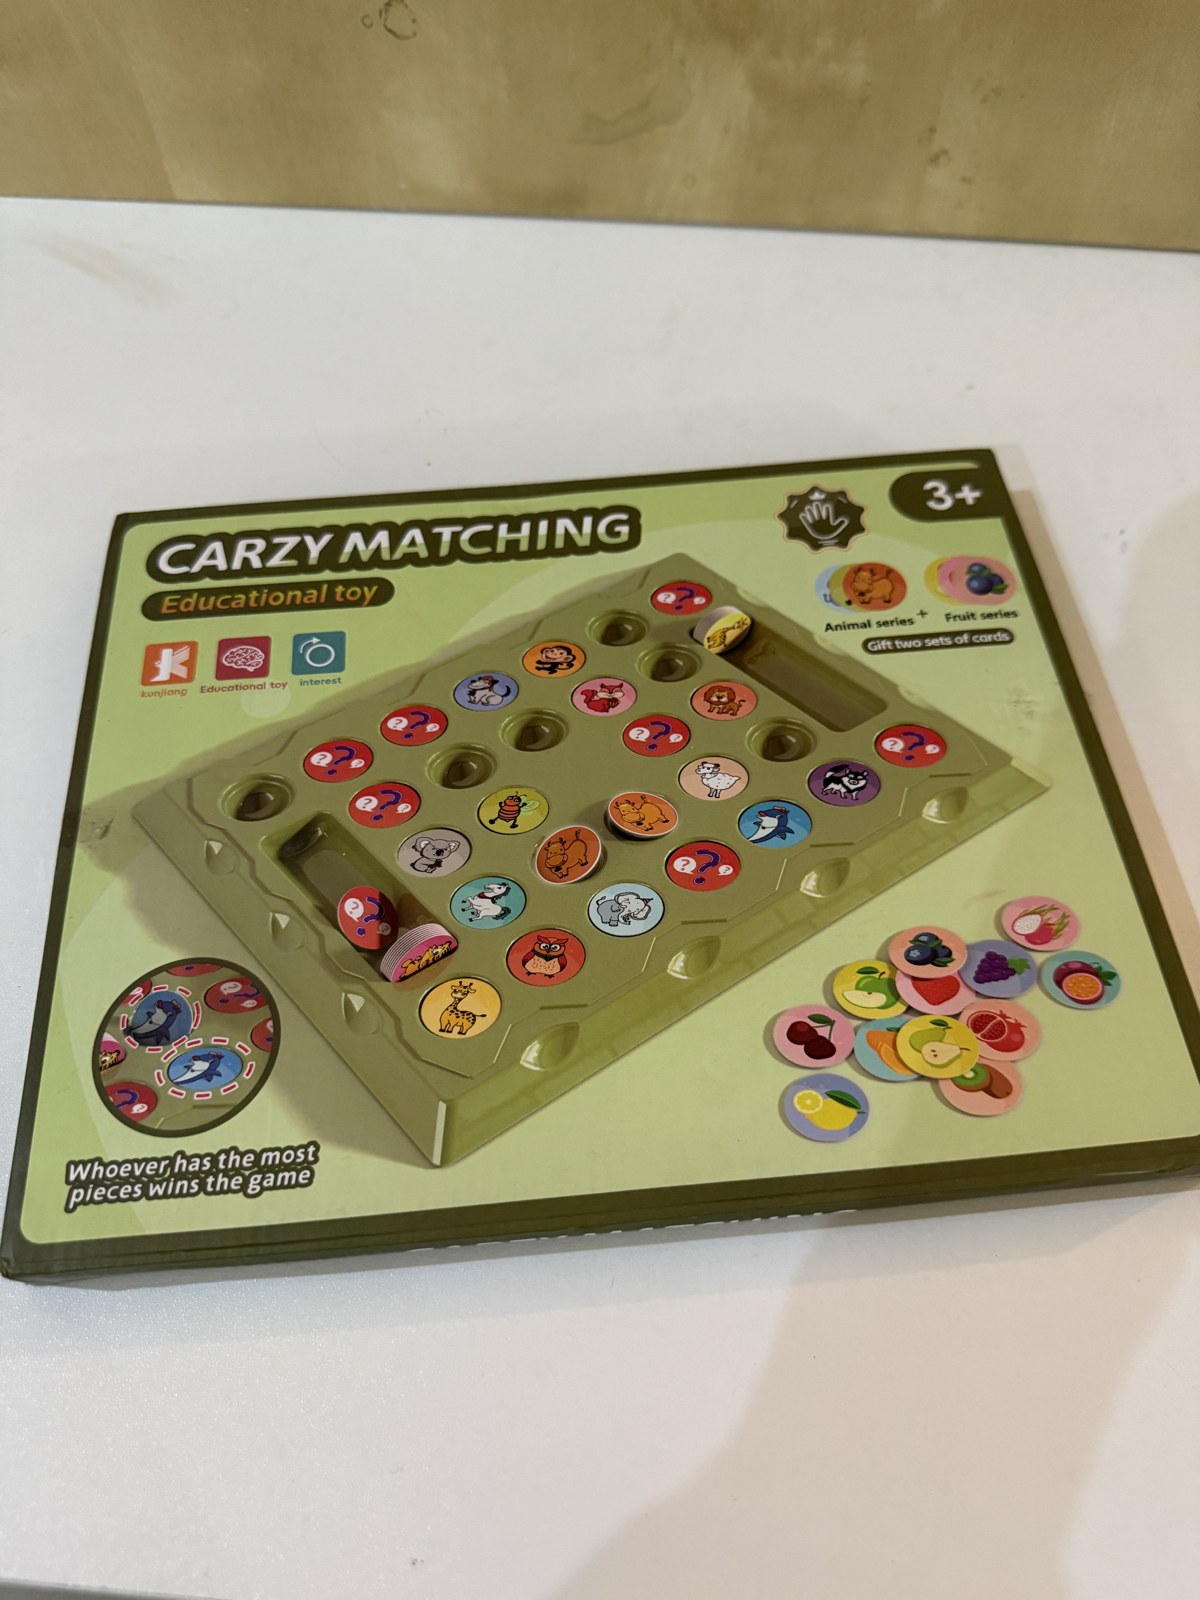 CARZY MATCHING
Educational toy
3+
kunjiang
Educational toy
interest
Animal series + Fruit series
Gift two sets of cards
Whoever has the most
pieces wins the game